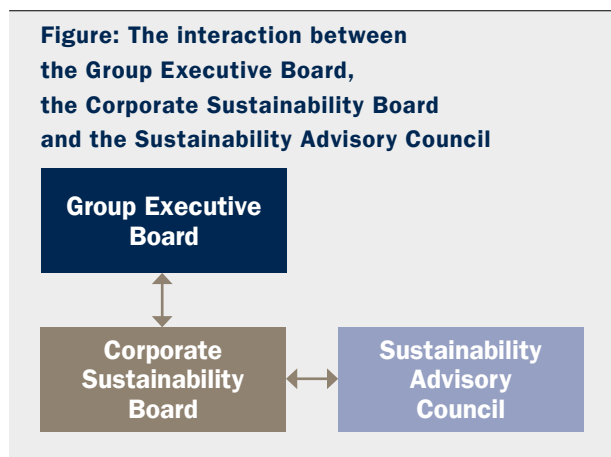 Figure: The interaction between
the Group Executive Board,
the Corporate Sustainability Board
and the Sustainability Advisory Council
Group Executive
Board
Corporate
Sustainability
Board
Sustainability
Advisory
Council